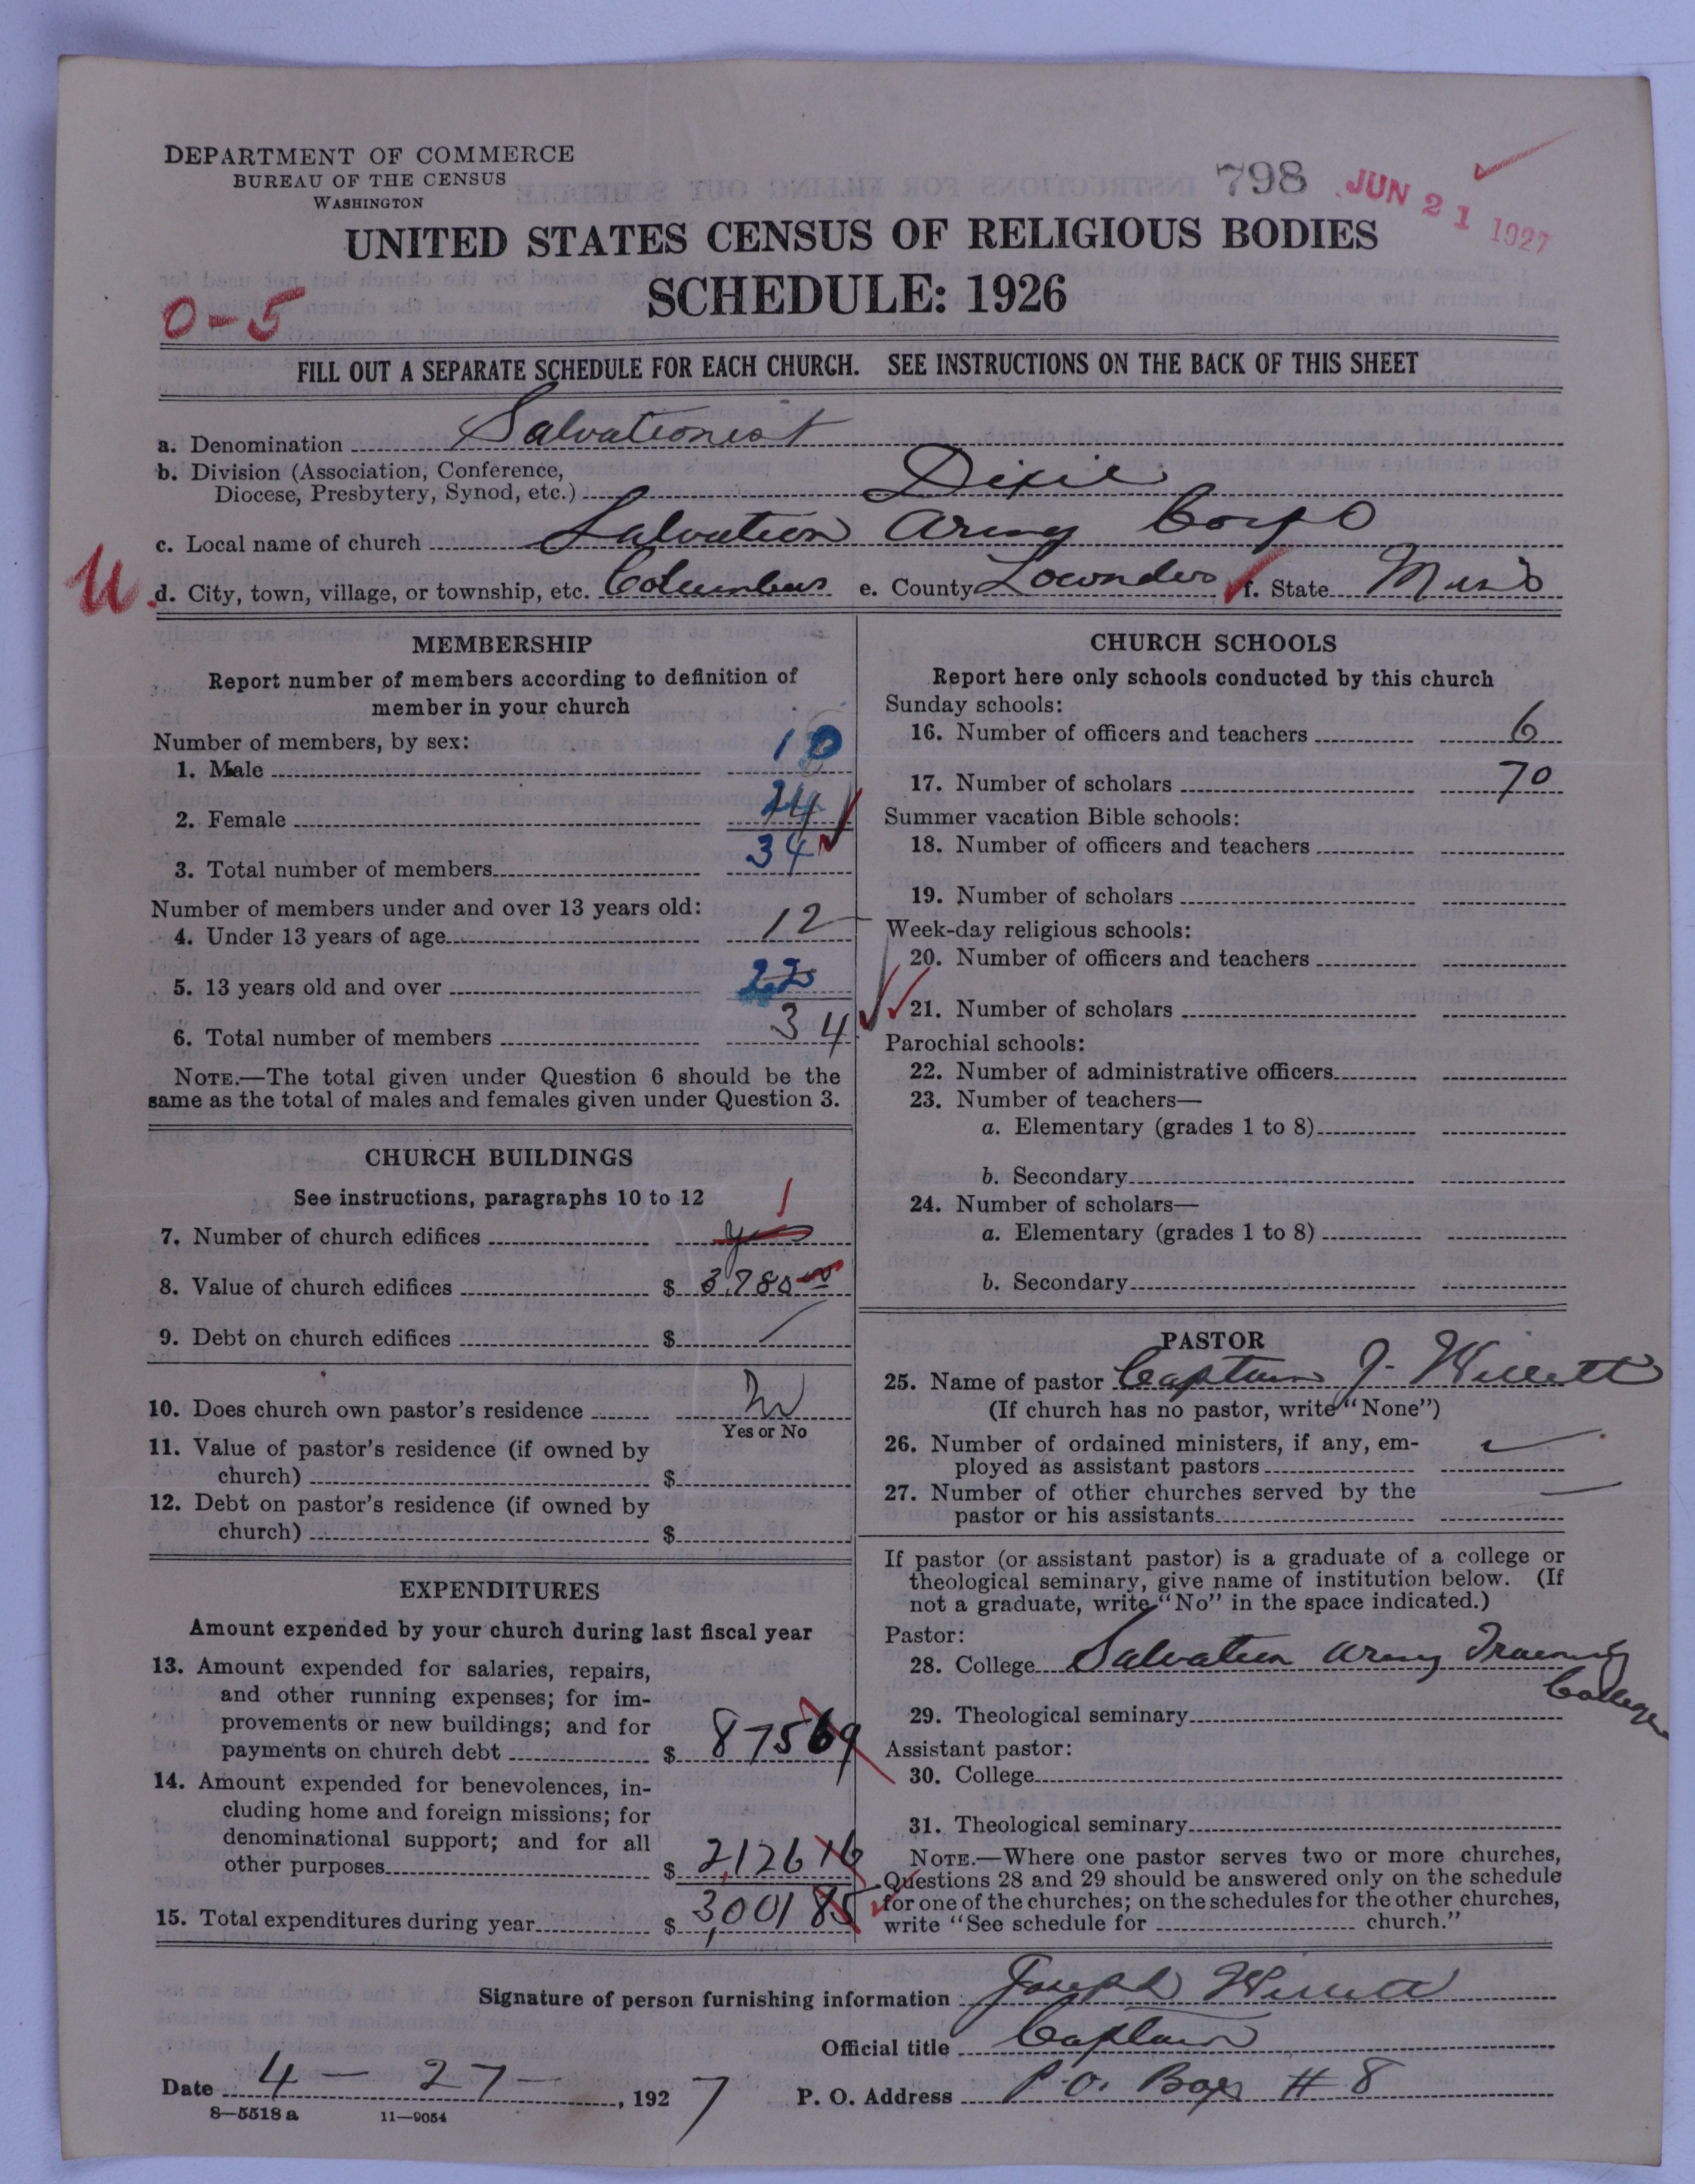 DEPARTMENT OF COMMERCE
BUREAU OF THE CENSUS
WASHINGTON
798 JUN 21 1927
UNITED STATES CENSUS OF RELIGIOUS BODIES
SCHEDULE: 1926
0-5
FILL OUT A SEPARATE SCHEDULE FOR EACH CHURCH. SEE INSTRUCTIONS ON THE BACK OF THIS SHEET
a. Denomination Salvationist
b. Division (Association, Conference,
Diocese, Presbytery, Synod, etc.) Dixie
c. Local name of church Salvation Army Corps
U d. City, town, village, or township, etc. Columbus e. County Lowndes f. State Miss
MEMBERSHIP
Report number of members according to definition of
member in your church
Number of members, by sex:
1. Male 10
2. Female 24
3. Total number of members 34
Number of members under and over 13 years old:
4. Under 13 years of age 12
5. 13 years old and over 22
6. Total number of members 34
NOTE.—The total given under Question 6 should be the
same as the total of males and females given under Question 3.
CHURCH BUILDINGS
See instructions, paragraphs 10 to 12
7. Number of church edifices yes 1
8. Value of church edifices $ 3,780 00
9. Debt on church edifices $
10. Does church own pastor's residence No
Yes or No
11. Value of pastor's residence (if owned by
church) $
12. Debt on pastor's residence (if owned by
church) $
EXPENDITURES
Amount expended by your church during last fiscal year
13. Amount expended for salaries, repairs,
and other running expenses; for im-
provements or new buildings; and for
payments on church debt $ 875 69
14. Amount expended for benevolences, in-
cluding home and foreign missions; for
denominational support; and for all
other purposes $ 2,126 16
15. Total expenditures during year $ 3,001 85
CHURCH SCHOOLS
Report here only schools conducted by this church
Sunday schools:
16. Number of officers and teachers 6
17. Number of scholars 70
Summer vacation Bible schools:
18. Number of officers and teachers
19. Number of scholars
Week-day religious schools:
20. Number of officers and teachers
21. Number of scholars
Parochial schools:
22. Number of administrative officers
23. Number of teachers—
a. Elementary (grades 1 to 8)
b. Secondary
24. Number of scholars—
a. Elementary (grades 1 to 8)
b. Secondary
PASTOR
25. Name of pastor Captain J. Willett
(If church has no pastor, write "None")
26. Number of ordained ministers, if any, em-
ployed as assistant pastors
27. Number of other churches served by the
pastor or his assistants
If pastor (or assistant pastor) is a graduate of a college or
theological seminary, give name of institution below. (If
not a graduate, write "No" in the space indicated.)
Pastor:
28. College Salvation Army Training
College
29. Theological seminary
Assistant pastor:
30. College
31. Theological seminary
NOTE.—Where one pastor serves two or more churches,
Questions 28 and 29 should be answered only on the schedule
for one of the churches; on the schedules for the other churches,
write "See schedule for church."
Signature of person furnishing information Joseph Willett
Official title Captain
Date 4 - 27 -, 1927 P. O. Address P.O. Box # 8
8—5518 a 11—9054